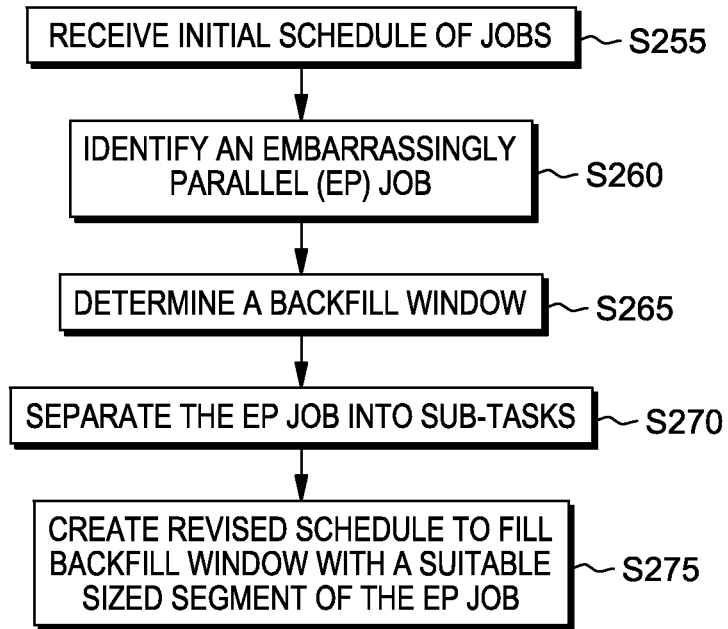 RECEIVE INITIAL SCHEDULE OF JOBS
S255
IDENTIFY AN EMBARRASSINGLY
PARALLEL (EP) JOB
S260
DETERMINE A BACKFILL WINDOW
S265
SEPARATE THE EP JOB INTO SUB-TASKS
S270
CREATE REVISED SCHEDULE TO FILL
BACKFILL WINDOW WITH A SUITABLE
SIZED SEGMENT OF THE EP JOB
S275